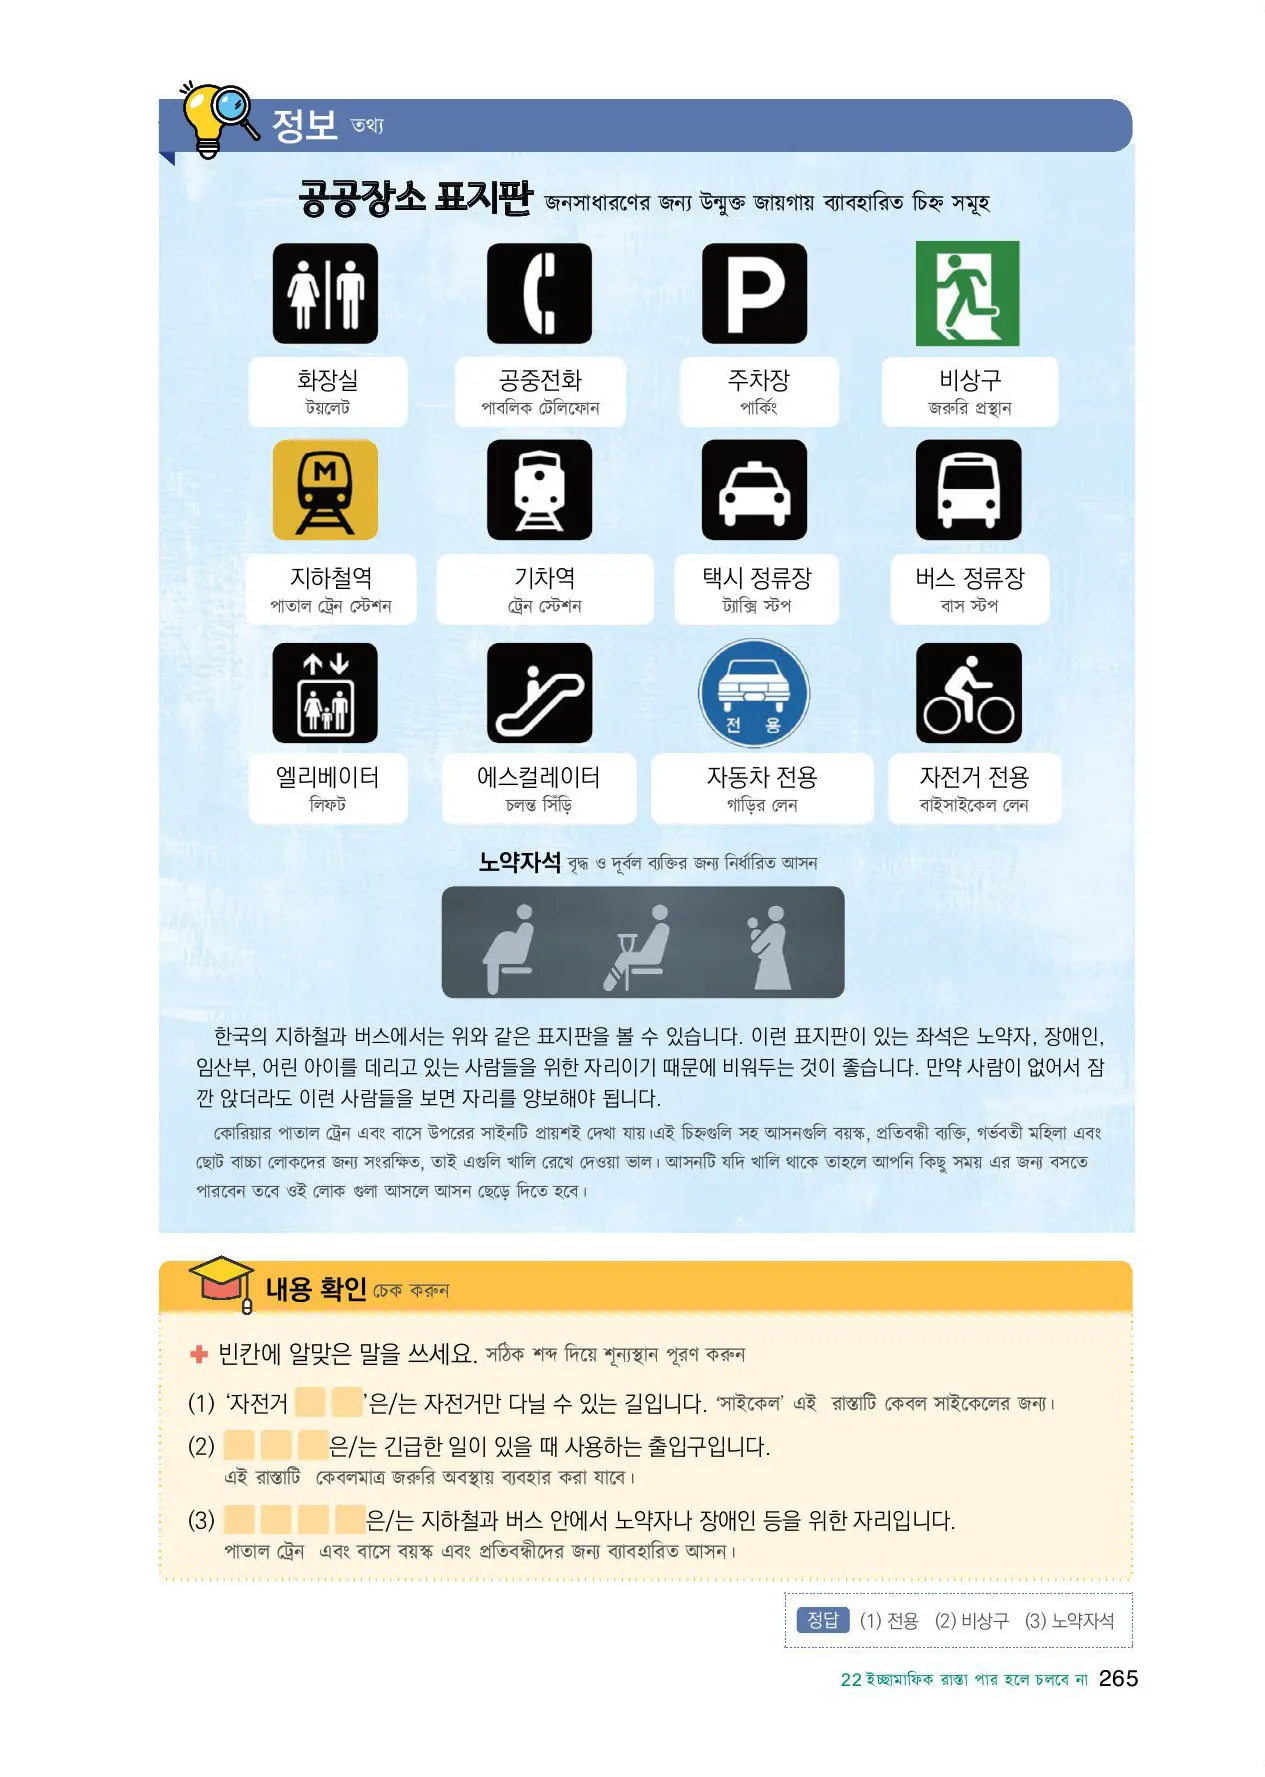 정보 তথ্য
공공장소 표지판 জনসাধারণের জন্য উন্মুক্ত জায়গায় ব্যাবহারিত চিহ্ন সমূহ
P
화장실 공중전화 주차장 비상구
টয়লেট পাবলিক টেলিফোন পার্কিং জরুরি প্রস্থান
M
지하철역 기차역 택시 정류장 버스 정류장
পাতাল ট্রেন স্টেশন ট্রেন স্টেশন ট্যাক্সি স্টপ বাস স্টপ
전 용
엘리베이터 에스컬레이터 자동차 전용 자전거 전용
লিফট চলন্ত সিঁড়ি গাড়ির লেন বাইসাইকেল লেন
노약자석 বৃদ্ধ ও দূর্বল ব্যক্তির জন্য নির্ধারিত আসন
한국의 지하철과 버스에서는 위와 같은 표지판을 볼 수 있습니다. 이런 표지판이 있는 좌석은 노약자, 장애인,
임산부, 어린 아이를 데리고 있는 사람들을 위한 자리이기 때문에 비워두는 것이 좋습니다. 만약 사람이 없어서 잠
깐 앉더라도 이런 사람들을 보면 자리를 양보해야 됩니다.
কোরিয়ার পাতাল ট্রেন এবং বাসে উপরের সাইনটি প্রায়শই দেখা যায়।এই চিহ্নগুলি সহ আসনগুলি বয়স্ক, প্রতিবন্ধী ব্যক্তি, গর্ভবতী মহিলা এবং
ছোট বাচ্চা লোকদের জন্য সংরক্ষিত, তাই এগুলি খালি রেখে দেওয়া ভাল। আসনটি যদি খালি থাকে তাহলে আপনি কিছু সময় এর জন্য বসতে
পারবেন তবে ওই লোক গুলা আসলে আসন ছেড়ে দিতে হবে।
내용 확인 চেক করুন
빈칸에 알맞은 말을 쓰세요. সঠিক শব্দ দিয়ে শূন্যস্থান পূরণ করুন
(1) ‘자전거 ’은/는 자전거만 다닐 수 있는 길입니다. ‘সাইকেল’ এই রাস্তাটি কেবল সাইকেলের জন্য।
(2) 은/는 긴급한 일이 있을 때 사용하는 출입구입니다.
এই রাস্তাটি কেবলমাত্র জরুরি অবস্থায় ব্যবহার করা যাবে।
(3) 은/는 지하철과 버스 안에서 노약자나 장애인 등을 위한 자리입니다.
পাতাল ট্রেন এবং বাসে বয়স্ক এবং প্রতিবন্ধীদের জন্য ব্যাবহারিত আসন।
정답 (1) 전용 (2) 비상구 (3) 노약자석
22 ইচ্ছামাফিক রাস্তা পার হলে চলবে না 265